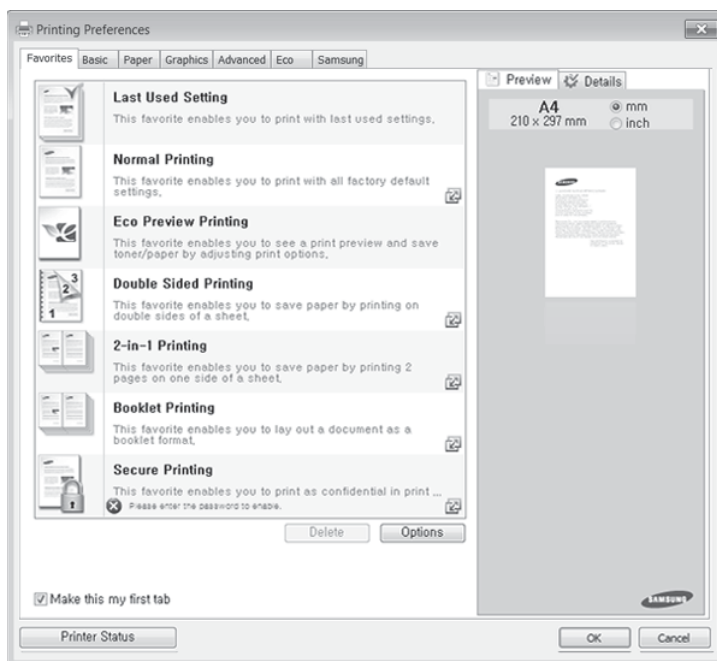 Printing Preferences
Favorites Basic Paper Graphics Advanced Eco Samsung
Last Used Setting
This favorite enables you to print with last used settings.
Normal Printing
This favorite enables you to print with all factory default
settings.
Eco Preview Printing
This favorite enables you to see a print preview and save
toner/paper by adjusting print options.
3
2
1
Double Sided Printing
This favorite enables you to save paper by printing on
double sides of a sheet.
2-in-1 Printing
This favorite enables you to save paper by printing 2
pages on one side of a sheet.
Booklet Printing
This favorite enables you to lay out a document as a
booklet format.
Secure Printing
This favorite enables you to print as confidential in print ...
Please enter the password to enable.
Delete Options
Make this my first tab
Preview Details
A4
210 x 297 mm
mm
inch
SAMSUNG
Printer Status
OK Cancel